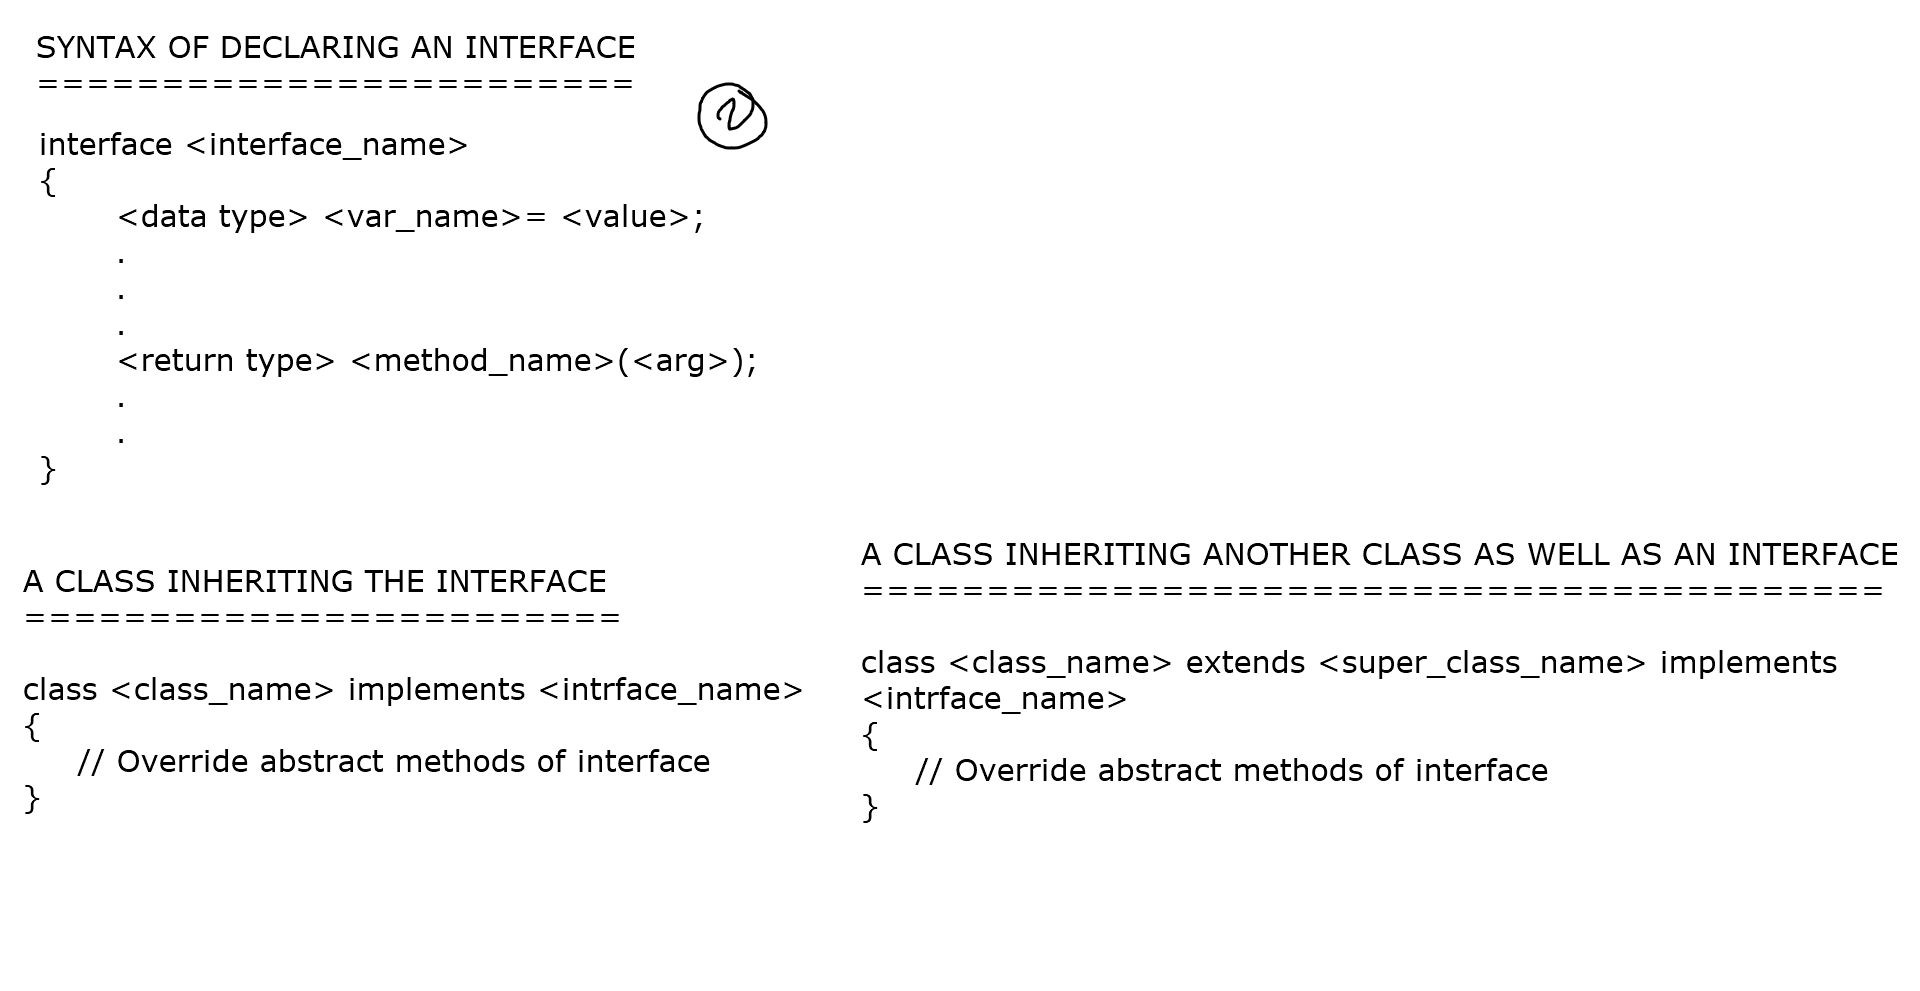 SYNTAX OF DECLARING AN INTERFACE
========================
2
interface <interface_name>
{
<data type> <var_name>= <value>;
.
.
.
<return type> <method_name>(<arg>);
.
.
}
A CLASS INHERITING THE INTERFACE
========================
class <class_name> implements <intrface_name>
{
// Override abstract methods of interface
}
A CLASS INHERITING ANOTHER CLASS AS WELL AS AN INTERFACE
=========================================
class <class_name> extends <super_class_name> implements
<intrface_name>
{
// Override abstract methods of interface
}